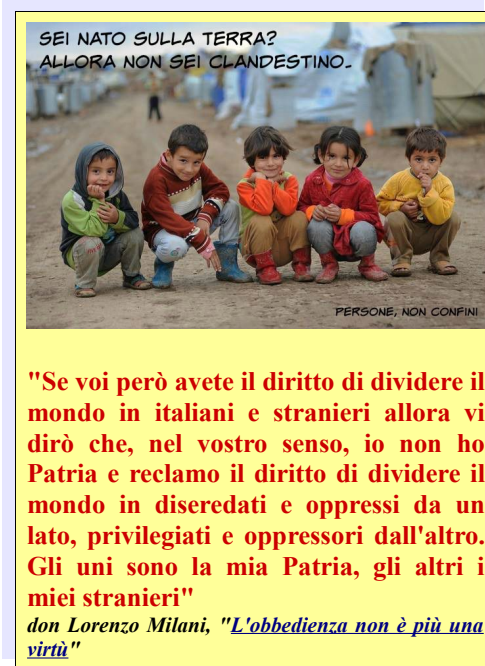 SEI NATO SULLA TERRA?
ALLORA NON SEI CLANDESTINO.
PERSONE, NON CONFINI
"Se voi però avete il diritto di dividere il
mondo in italiani e stranieri allora vi
dirò che, nel vostro senso, io non ho
Patria e reclamo il diritto di dividere il
mondo in diseredati e oppressi da un
lato, privilegiati e oppressori dall'altro.
Gli uni sono la mia Patria, gli altri i
miei stranieri"
don Lorenzo Milani, "L'obbedienza non è più una
virtù"